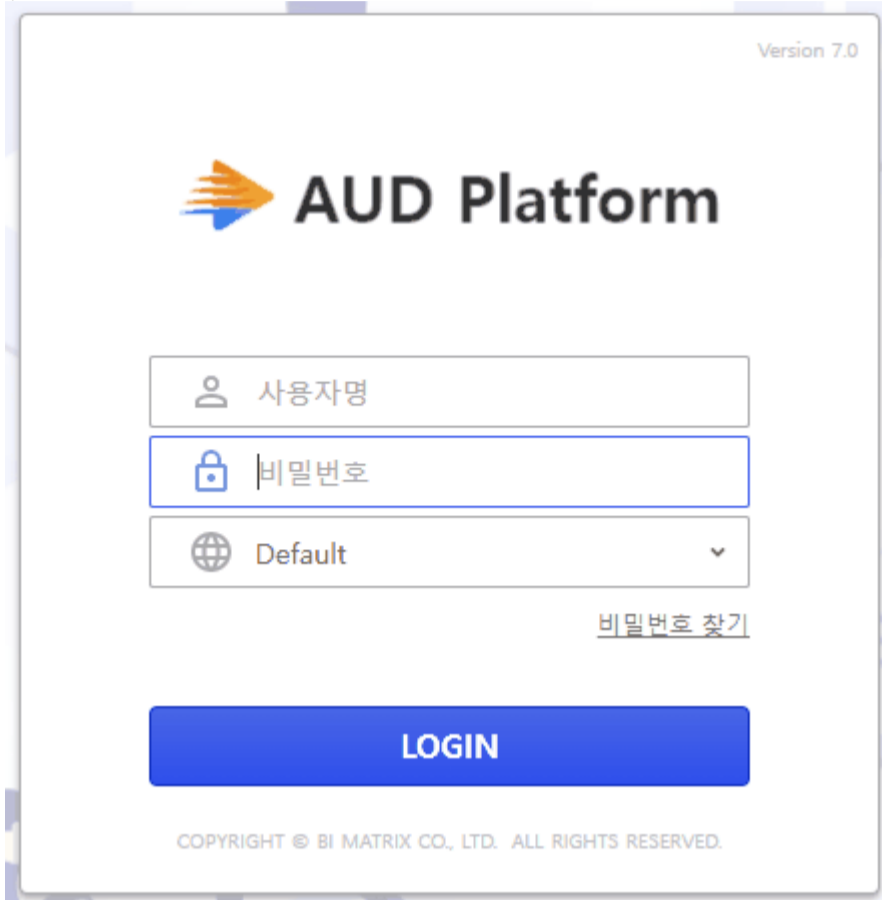 Version 7.0
AUD Platform
사용자명
비밀번호
Default
비밀번호 찾기
LOGIN
COPYRIGHT © BI MATRIX CO., LTD. ALL RIGHTS RESERVED.